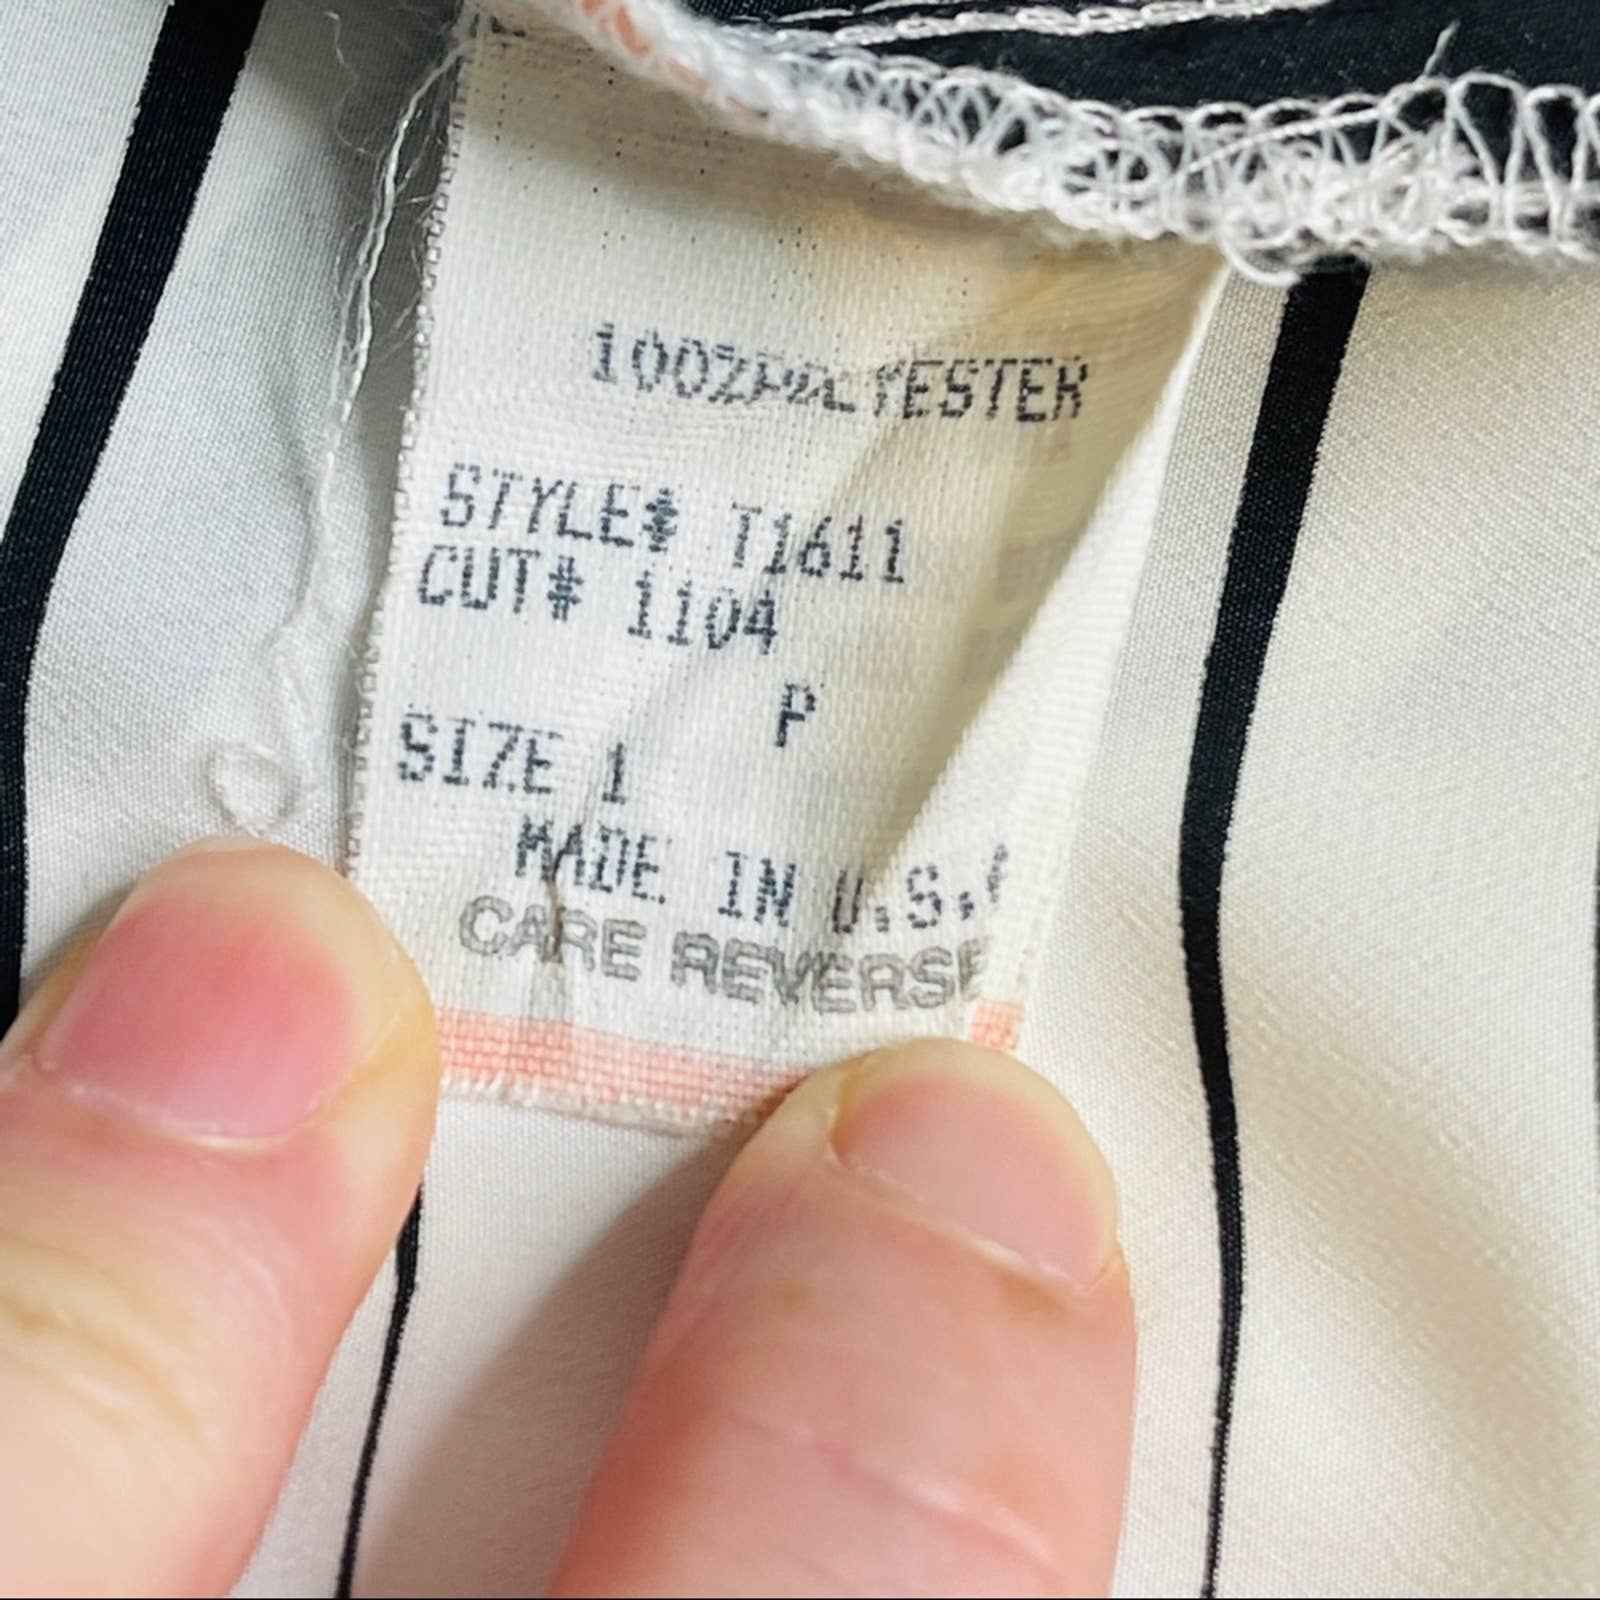 100%POLYESTER
STYLE# T1611
CUT# 1104
P
SIZE 1
MADE IN U.S.A
CARE REVERSE